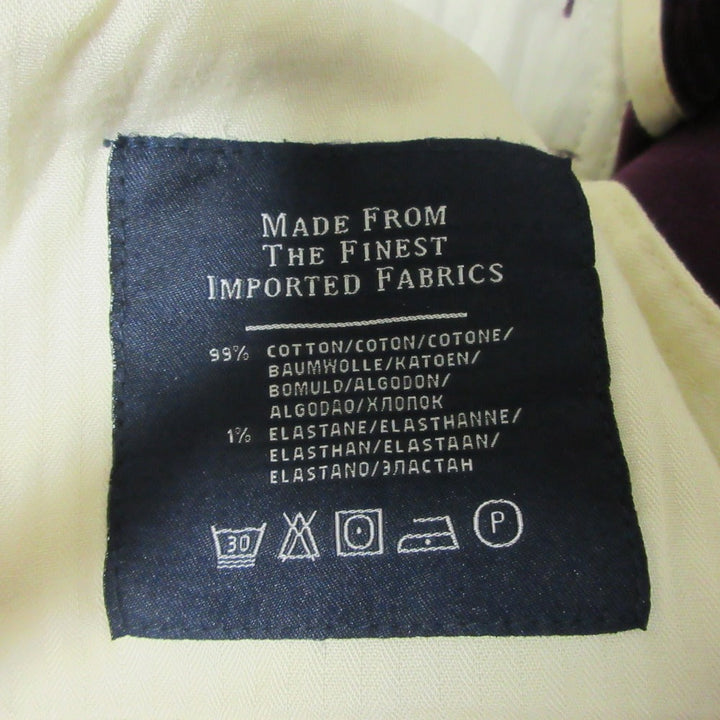 MADE FROM
THE FINEST
IMPORTED FABRICS
99% COTTON/COTON/COTONE/
BAUMWOLLE/KATOEN/
BOMULD/ALGODON/
ALGODAO/ХЛОПОК
1% ELASTANE/ELASTHANNE/
ELASTHAN/ELASTAAN/
ELASTANO/ЭЛАСТАН
30 P